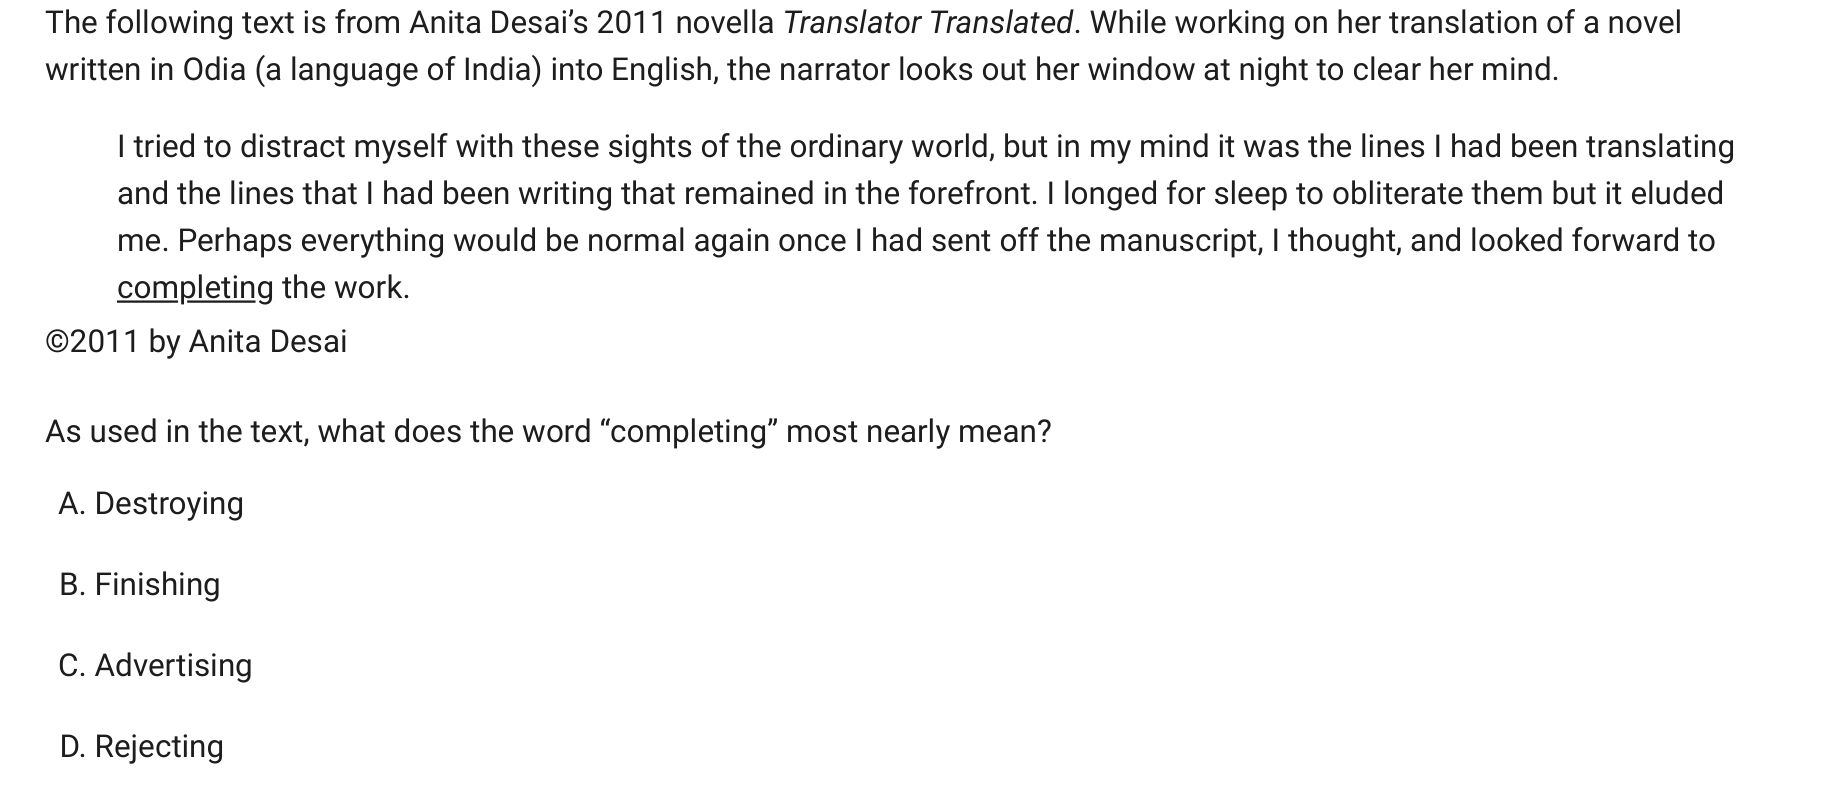 The following text is from Anita Desai’s 2011 novella Translator Translated. While working on her translation of a novel
written in Odia (a language of India) into English, the narrator looks out her window at night to clear her mind.
I tried to distract myself with these sights of the ordinary world, but in my mind it was the lines I had been translating
and the lines that I had been writing that remained in the forefront. I longed for sleep to obliterate them but it eluded
me. Perhaps everything would be normal again once I had sent off the manuscript, I thought, and looked forward to
completing the work.
©2011 by Anita Desai
As used in the text, what does the word “completing” most nearly mean?
A. Destroying
B. Finishing
C. Advertising
D. Rejecting